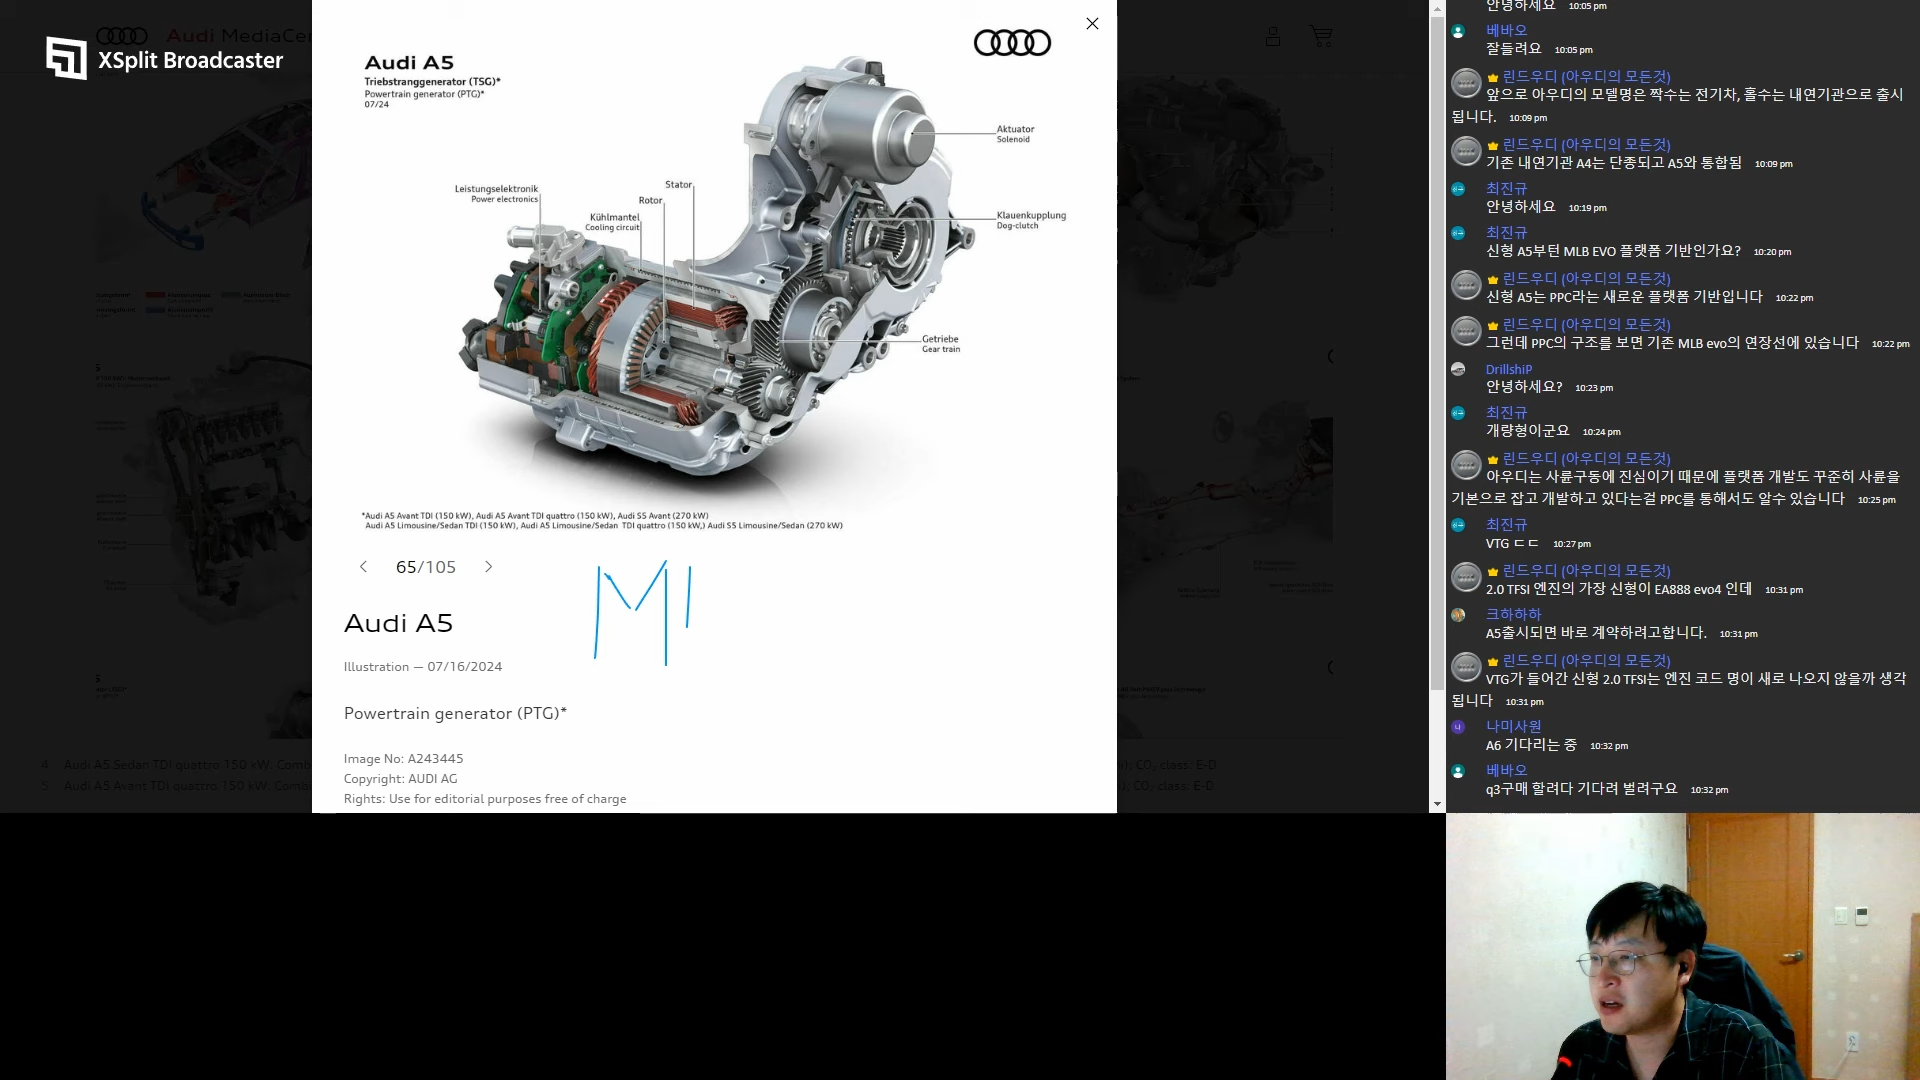 XSplit Broadcaster
Audi MediaCen
Audi A5
Triebstranggenerator (TSG)*
Powertrain generator (PTG)*
07/24
Aktuator
Solenoid
Leistungselektronik
Power electronics
Stator
Rotor
Kühlmantel
Cooling circuit
Klauenkupplung
Dog-clutch
Getriebe
Gear train
*Audi A5 Avant TDI (150 kW), Audi A5 Avant TDI quattro (150 kW), Audi S5 Avant (270 kW)
Audi A5 Limousine/Sedan TDI (150 kW), Audi A5 Limousine/Sedan TDI quattro (150 kW,) Audi S5 Limousine/Sedan (270 kW)
65/105
M1
Audi A5
Illustration — 07/16/2024
Powertrain generator (PTG)*
Image No: A243445
Copyright: AUDI AG
Rights: Use for editorial purposes free of charge
4 Audi A5 Sedan TDI quattro 150 kW: Combi
5 Audi A5 Avant TDI quattro 150 kW: Combi
); CO₂ class: E-D
); CO₂ class: E-D
안녕하세요 10:05 pm
베바오
잘들려요 10:05 pm
린드우디 (아우디의 모든것)
앞으로 아우디의 모델명은 짝수는 전기차, 홀수는 내연기관으로 출시
됩니다. 10:09 pm
린드우디 (아우디의 모든것)
기존 내연기관 A4는 단종되고 A5와 통합됨 10:09 pm
최진규
안녕하세요 10:19 pm
최진규
신형 A5부턴 MLB EVO 플랫폼 기반인가요? 10:20 pm
린드우디 (아우디의 모든것)
신형 A5는 PPC라는 새로운 플랫폼 기반입니다 10:22 pm
린드우디 (아우디의 모든것)
그런데 PPC의 구조를 보면 기존 MLB evo의 연장선에 있습니다 10:22 pm
DrillshiP
안녕하세요? 10:23 pm
최진규
개량형이군요 10:24 pm
린드우디 (아우디의 모든것)
아우디는 사륜구동에 진심이기 때문에 플랫폼 개발도 꾸준히 사륜을
기본으로 잡고 개발하고 있다는걸 PPC를 통해서도 알수 있습니다 10:25 pm
최진규
VTG ㄷㄷ 10:27 pm
린드우디 (아우디의 모든것)
2.0 TFSI 엔진의 가장 신형이 EA888 evo4 인데 10:31 pm
크하하하
A5출시되면 바로 계약하려고합니다. 10:31 pm
린드우디 (아우디의 모든것)
VTG가 들어간 신형 2.0 TFSI는 엔진 코드 명이 새로 나오지 않을까 생각
됩니다 10:31 pm
나미사원
A6 기다리는 중 10:32 pm
베바오
q3구매 할려다 기다려 벌려구요 10:32 pm